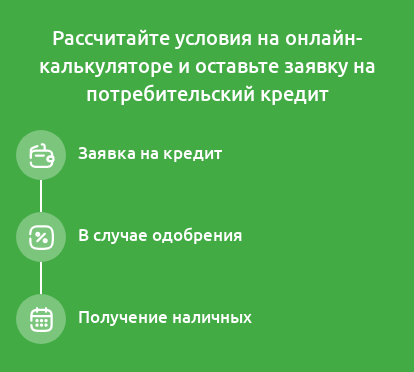 Рассчитайте условия на онлайн-
калькуляторе и оставьте заявку на
потребительский кредит
Заявка на кредит
В случае одобрения
Получение наличных